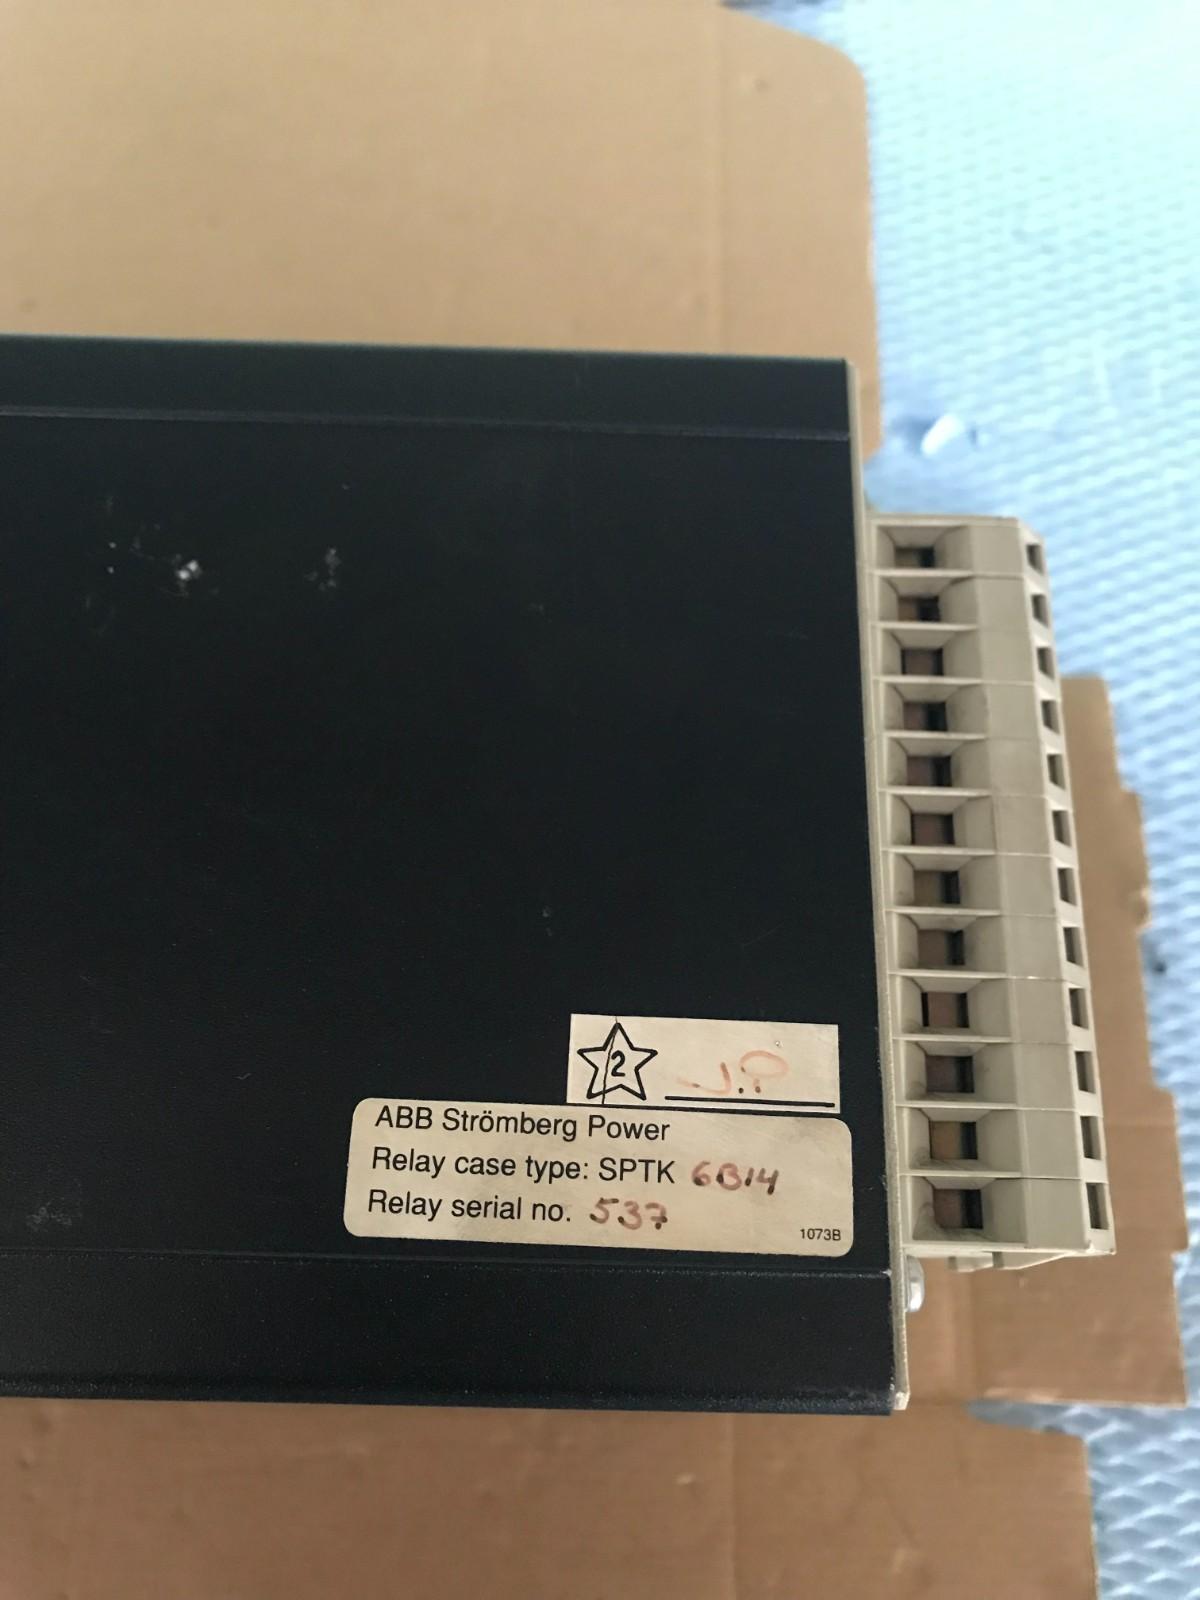 2 J.P
ABB Strömberg Power
Relay case type: SPTK 6B14
Relay serial no. 537
1073B